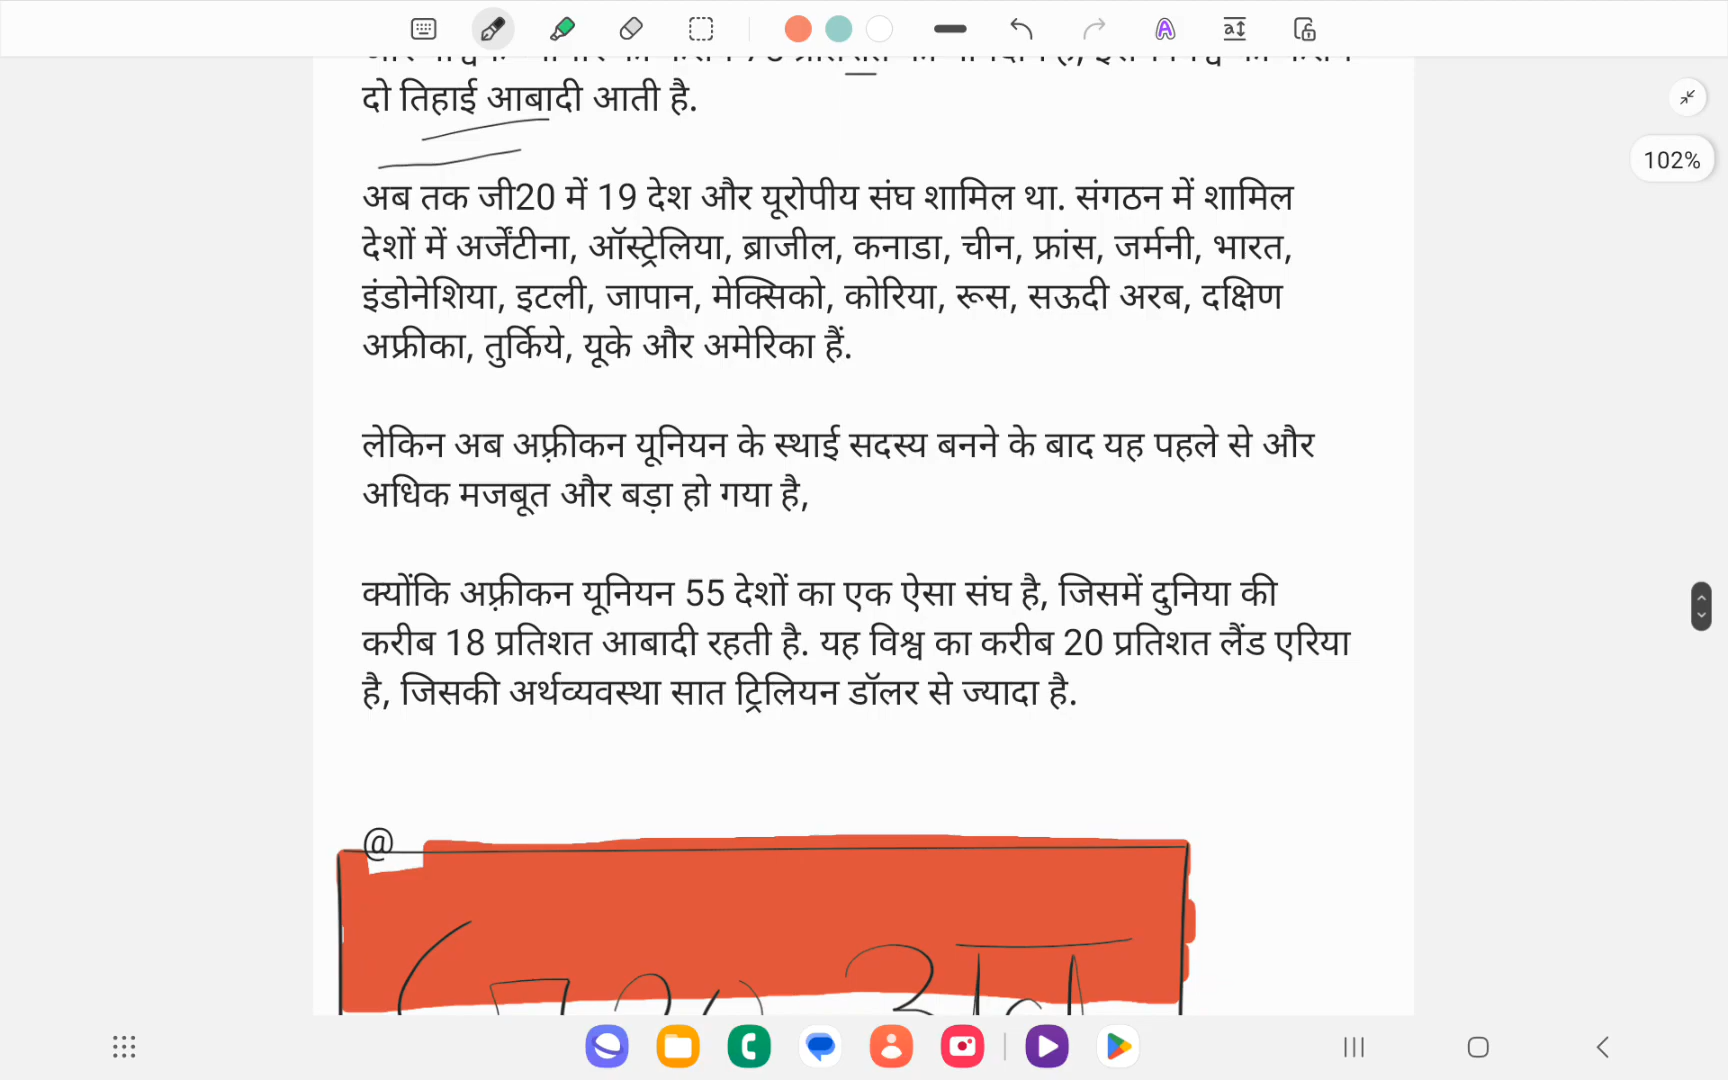 102%
दो तिहाई आबादी आती है.
अब तक जी20 में 19 देश और यूरोपीय संघ शामिल था. संगठन में शामिल
देशों में अर्जेंटीना, ऑस्ट्रेलिया, ब्राजील, कनाडा, चीन, फ्रांस, जर्मनी, भारत,
इंडोनेशिया, इटली, जापान, मेक्सिको, कोरिया, रूस, सऊदी अरब, दक्षिण
अफ्रीका, तुर्किये, यूके और अमेरिका हैं.
लेकिन अब अफ़्रीकन यूनियन के स्थाई सदस्य बनने के बाद यह पहले से और
अधिक मजबूत और बड़ा हो गया है,
क्योंकि अफ़्रीकन यूनियन 55 देशों का एक ऐसा संघ है, जिसमें दुनिया की
करीब 18 प्रतिशत आबादी रहती है. यह विश्व का करीब 20 प्रतिशत लैंड एरिया
है, जिसकी अर्थव्यवस्था सात ट्रिलियन डॉलर से ज्यादा है.
@